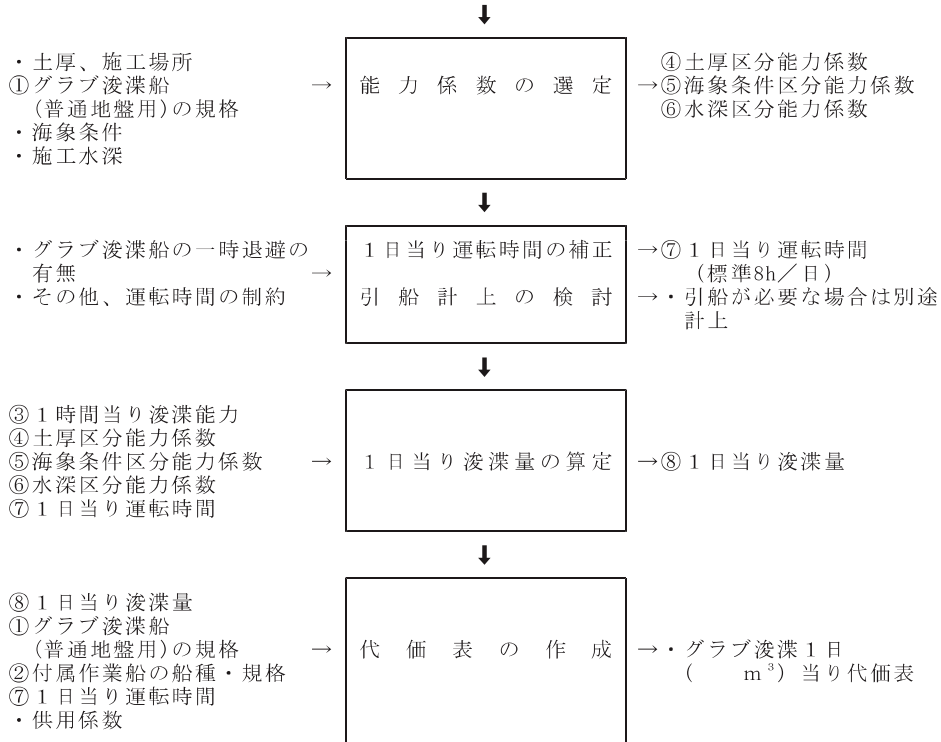 ⬇
・土厚、施工場所
①グラブ浚渫船
(普通地盤用)の規格
・海象条件
・施工水深
→
能力係数の選定
→
④土厚区分能力係数
⑤海象条件区分能力係数
⑥水深区分能力係数
⬇
・グラブ浚渫船の一時退避の
有無
・その他、運転時間の制約
→
1日当り運転時間の補正
引船計上の検討
→⑦1日当り運転時間
(標準8h/日)
→・引船が必要な場合は別途
計上
⬇
③1時間当り浚渫能力
④土厚区分能力係数
⑤海象条件区分能力係数
⑥水深区分能力係数
⑦1日当り運転時間
→
1日当り浚渫量の算定
→⑧1日当り浚渫量
⬇
⑧1日当り浚渫量
①グラブ浚渫船
(普通地盤用)の規格
②付属作業船の船種・規格
⑦1日当り運転時間
・供用係数
→
代価表の作成
→・グラブ浚渫1日
(　　m³)当り代価表